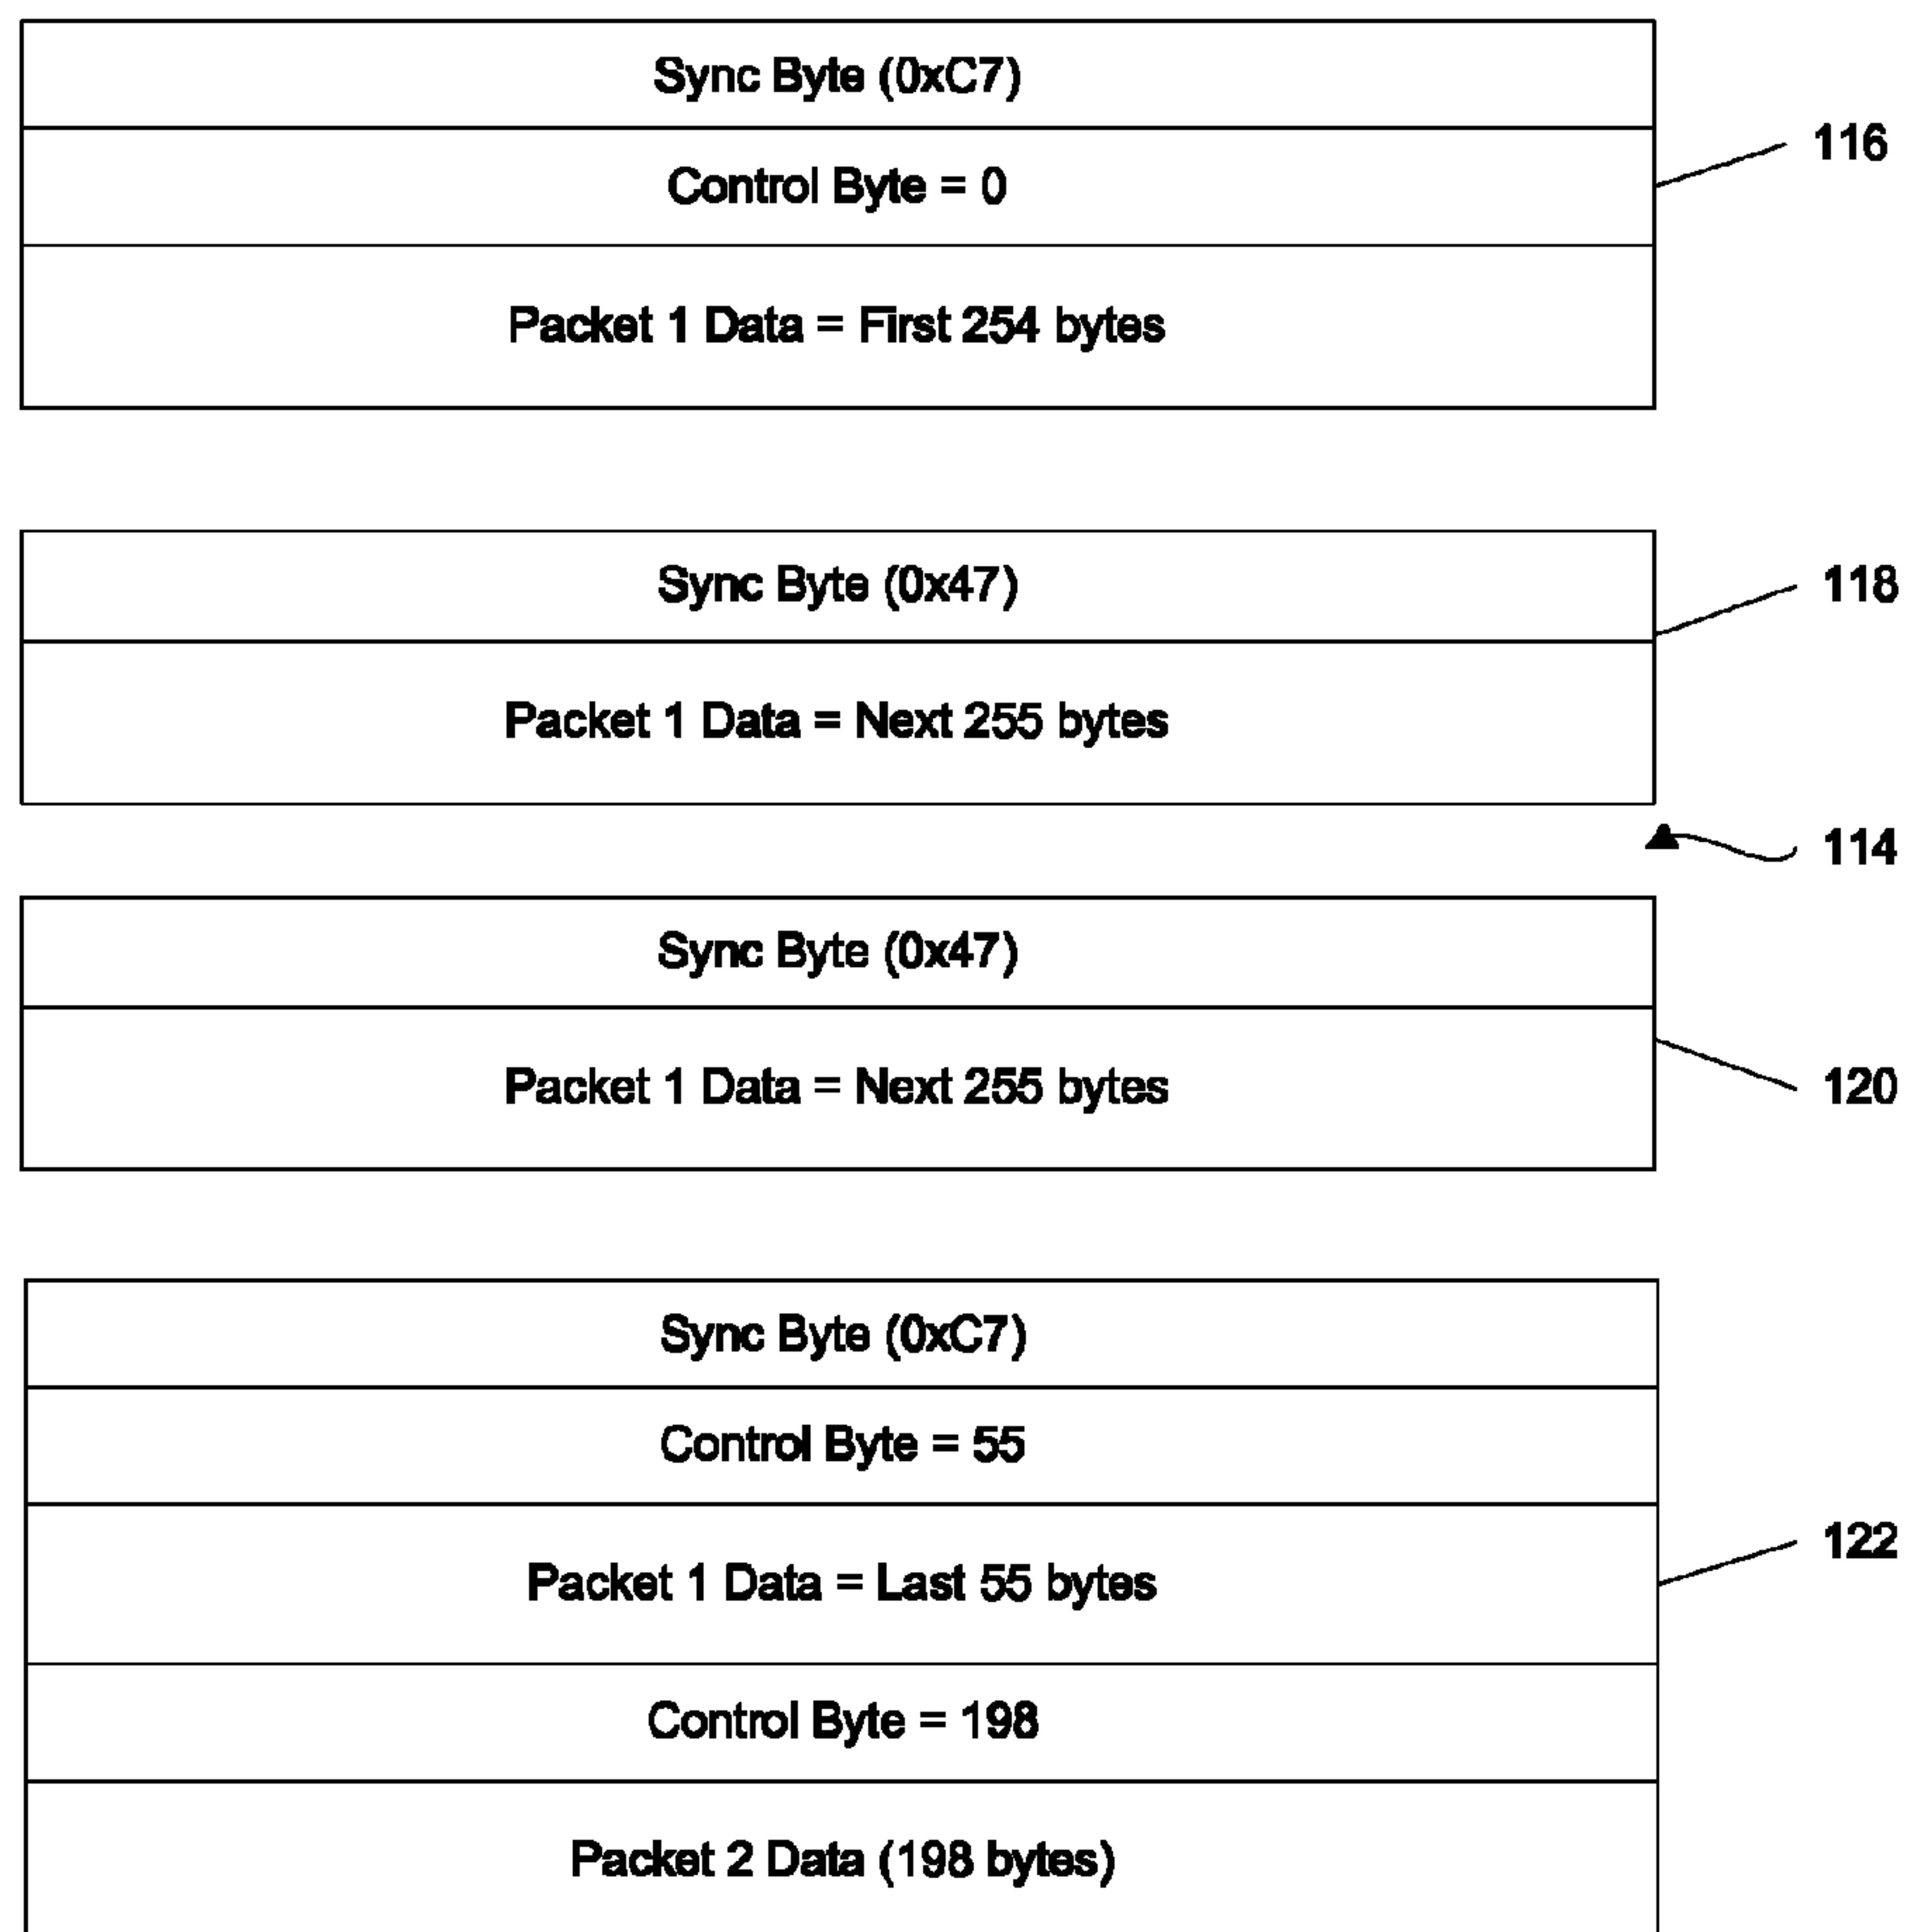 Sync Byte (0xC7)
116
Control Byte = 0
Packet 1 Data = First 254 bytes
Sync Byte (0x47)
118
Packet 1 Data = Next 255 bytes
114
Sync Byte (0x47)
Packet 1 Data = Next 255 bytes
120
Sync Byte (0xC7)
Control Byte = 55
122
Packet 1 Data = Last 55 bytes
Control Byte = 198
Packet 2 Data (198 bytes)